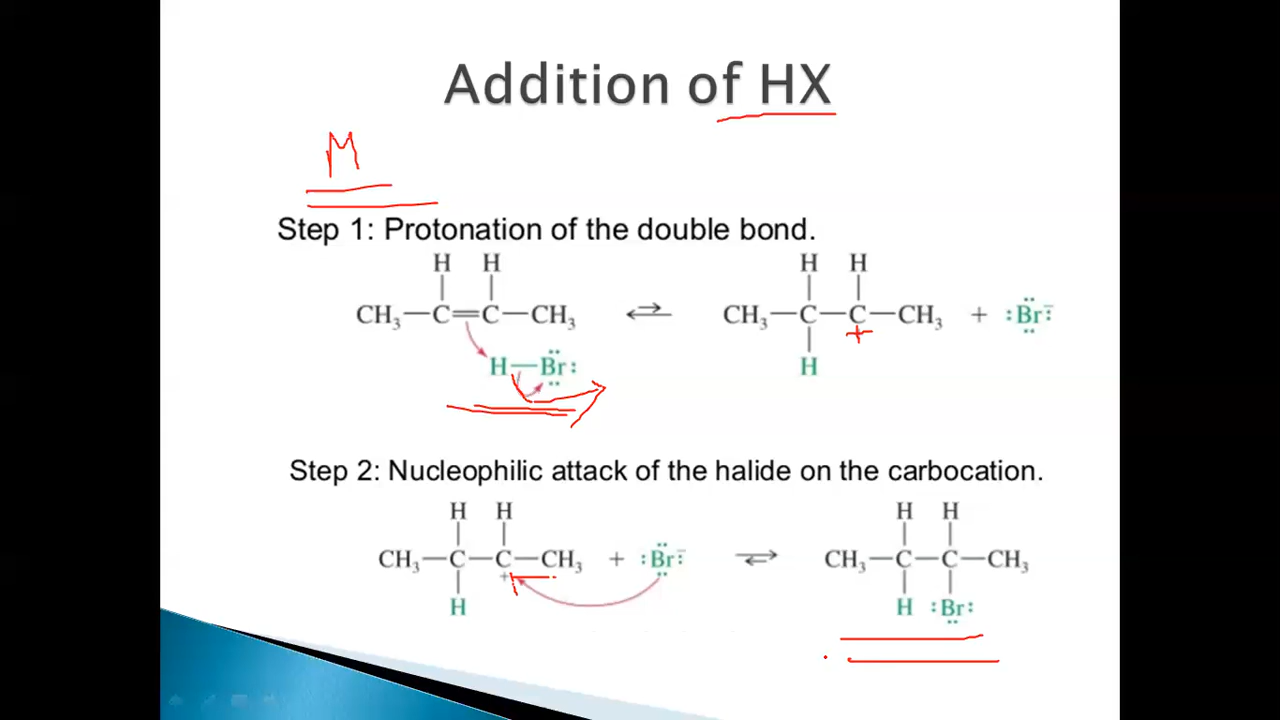 Addition of HX
M
Step 1: Protonation of the double bond.
H H H H
CH₃—C=C—CH₃ ⇌ CH₃—C—C—CH₃ + :Br:⁻
+
H—Br: H
Step 2: Nucleophilic attack of the halide on the carbocation.
H H H H
CH₃—C—C—CH₃ + :Br:⁻ ⇌ CH₃—C—C—CH₃
+
H H :Br: